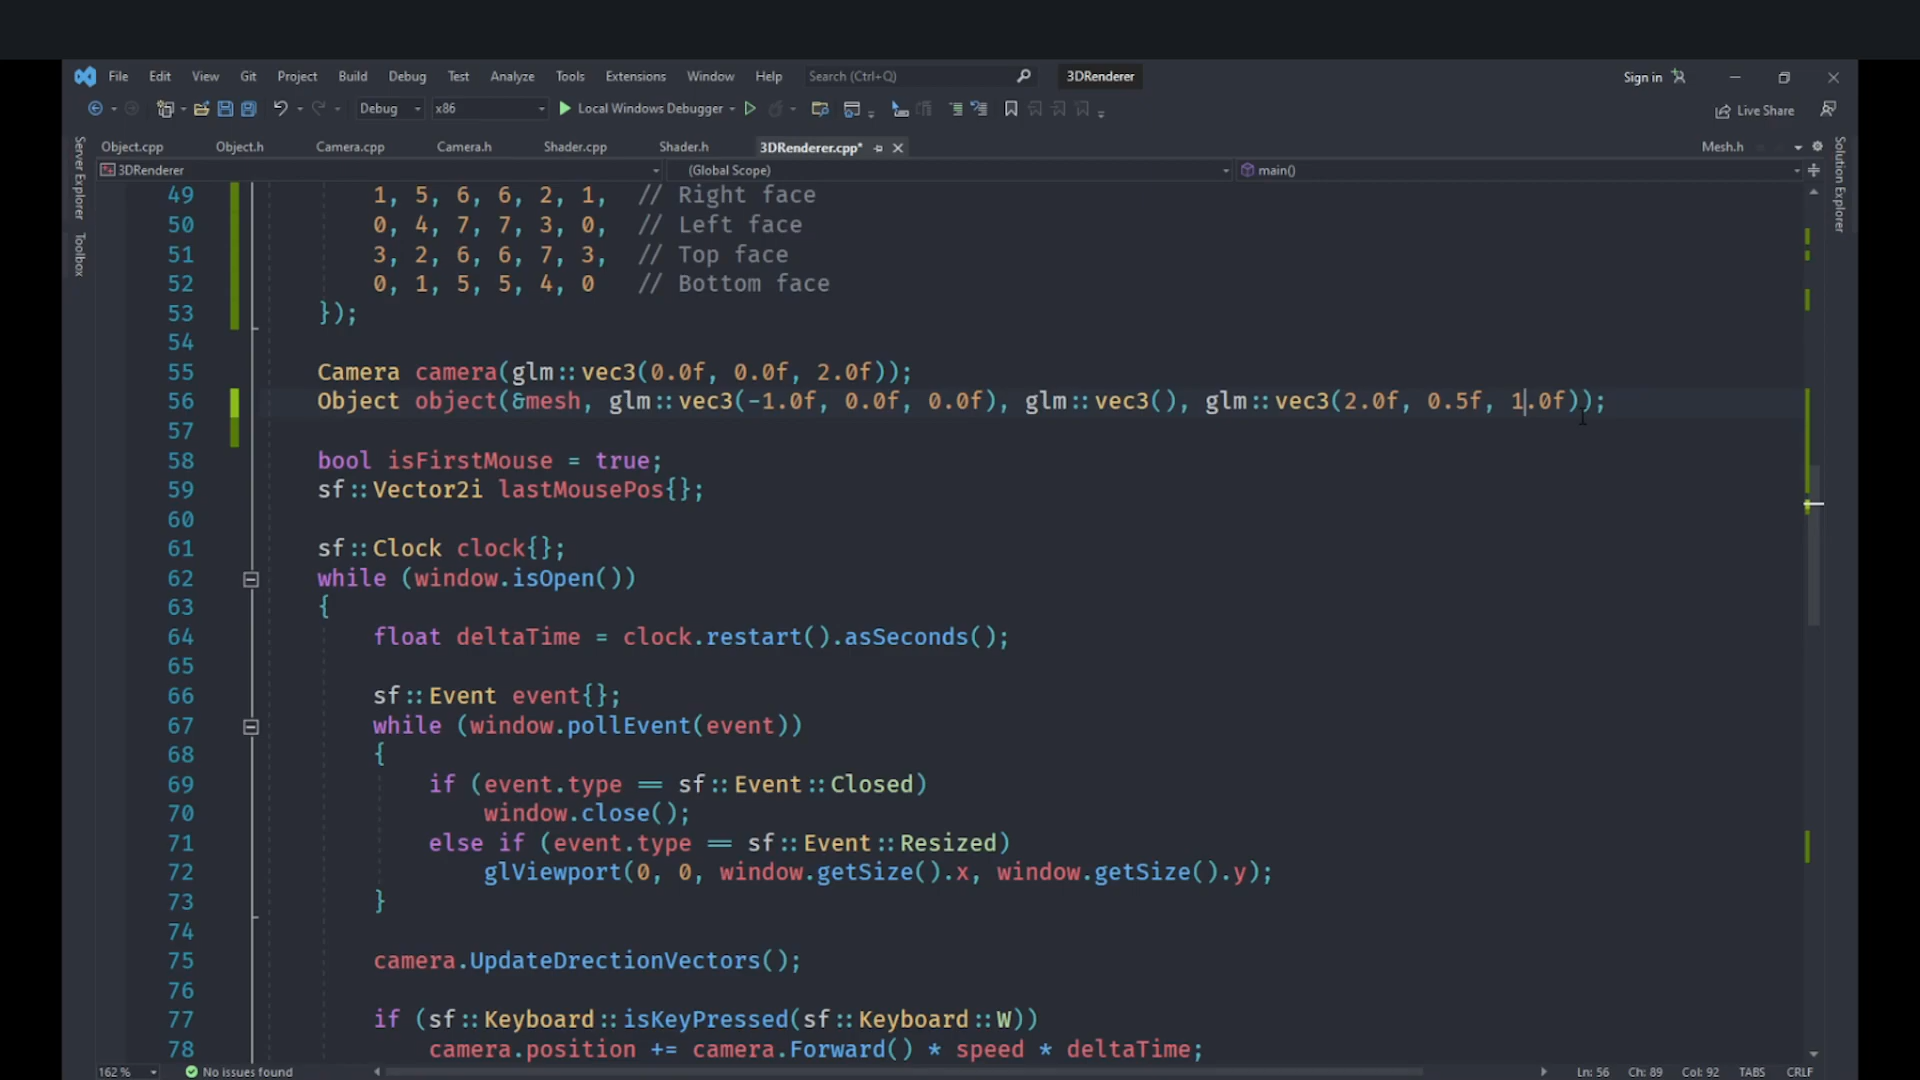 File Edit View Git Project Build Debug Test Analyze Tools Extensions Window Help Search (Ctrl+Q) 3DRenderer Sign in
Debug x86 Local Windows Debugger Live Share
Object.cpp Object.h Camera.cpp Camera.h Shader.cpp Shader.h 3DRenderer.cpp* Mesh.h
3DRenderer (Global Scope) main()
Server Explorer
Toolbox
Solution Explorer
49 1, 5, 6, 6, 2, 1, // Right face
50 0, 4, 7, 7, 3, 0, // Left face
51 3, 2, 6, 6, 7, 3, // Top face
52 0, 1, 5, 5, 4, 0 // Bottom face
53 });
54
55 Camera camera(glm::vec3(0.0f, 0.0f, 2.0f));
56 Object object(&mesh, glm::vec3(-1.0f, 0.0f, 0.0f), glm::vec3(), glm::vec3(2.0f, 0.5f, 1.0f));
57
58 bool isFirstMouse = true;
59 sf::Vector2i lastMousePos{};
60
61 sf::Clock clock{};
62 while (window.isOpen())
63 {
64 float deltaTime = clock.restart().asSeconds();
65
66 sf::Event event{};
67 while (window.pollEvent(event))
68 {
69 if (event.type == sf::Event::Closed)
70 window.close();
71 else if (event.type == sf::Event::Resized)
72 glViewport(0, 0, window.getSize().x, window.getSize().y);
73 }
74
75 camera.UpdateDirectionVectors();
76
77 if (sf::Keyboard::isKeyPressed(sf::Keyboard::W))
78 camera.position += camera.Forward() * speed * deltaTime;
162 % No issues found Ln: 56 Ch: 89 Col: 92 TABS CRLF